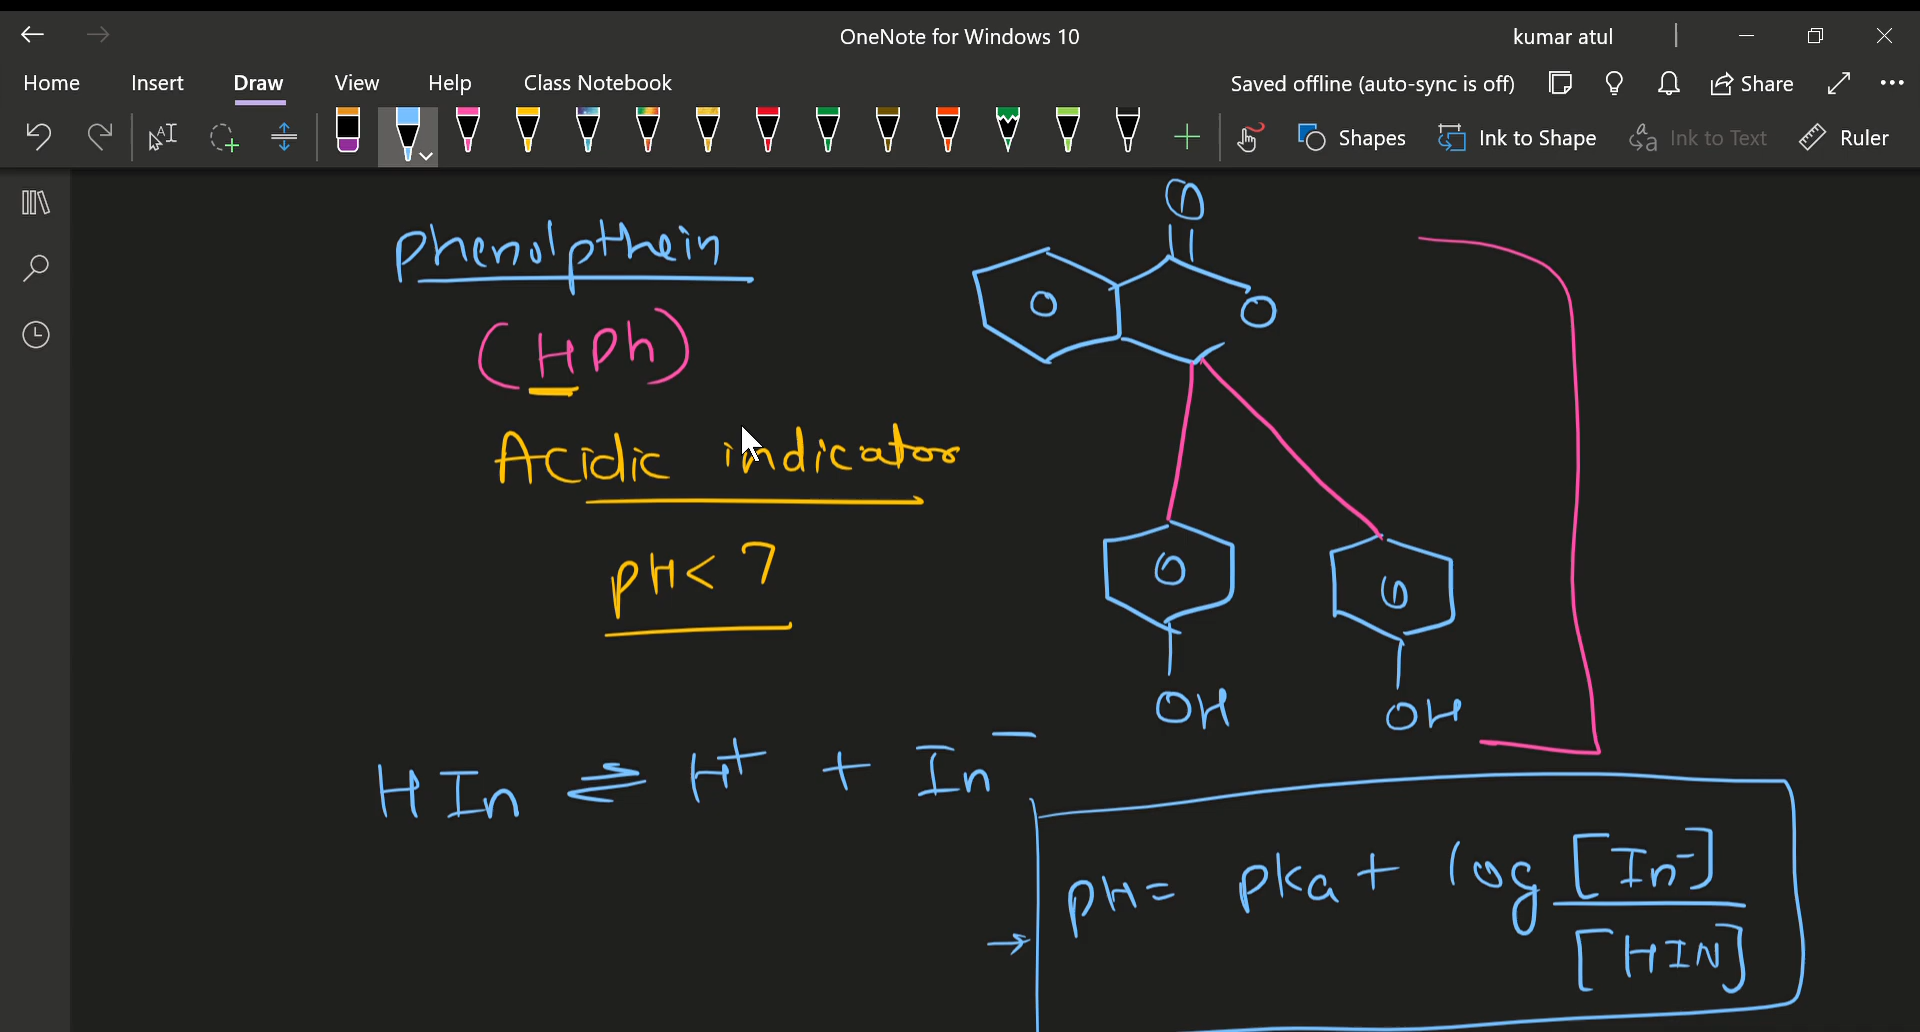 OneNote for Windows 10
kumar atul
Home Insert Draw View Help Class Notebook
Saved offline (auto-sync is off) Share
Shapes Ink to Shape Ink to Text Ruler
phenolpthein
(HPh)
Acidic indicator
pH < 7
O
O
OH OH
HIn ⇌ H⁺ + In⁻
→ pH = pKa + log [In⁻]
[HIN]